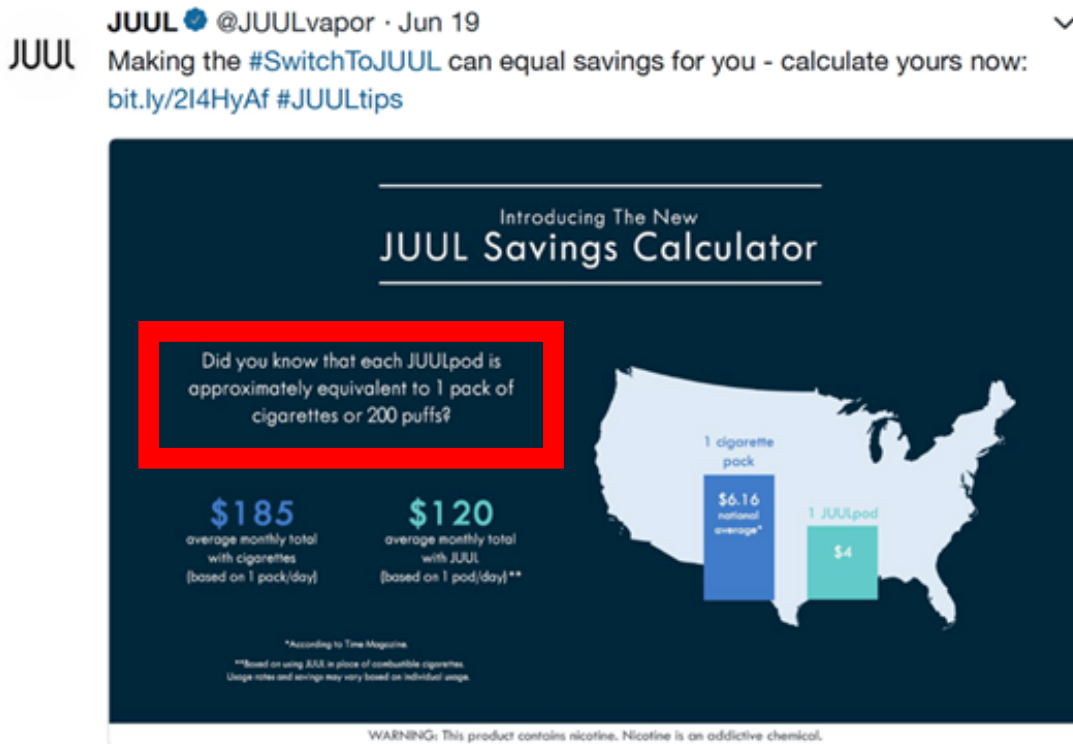 JUUL @JUULvapor · Jun 19
JUUL
Making the #SwitchToJUUL can equal savings for you - calculate yours now:
bit.ly/2I4HyAf #JUULtips
Introducing The New
JUUL Savings Calculator
Did you know that each JUULpod is
approximately equivalent to 1 pack of
cigarettes or 200 puffs?
$185
average monthly total
with cigarettes
(based on 1 pack/day)
$120
average monthly total
with JUUL
(based on 1 pod/day)**
1 cigarette
pack
$6.16
national
average*
1 JUULpod
$4
*According to Time Magazine.
**Based on using JUUL in place of combustible cigarettes.
Usage rates and savings may vary based on individual usage.
WARNING: This product contains nicotine. Nicotine is an addictive chemical.